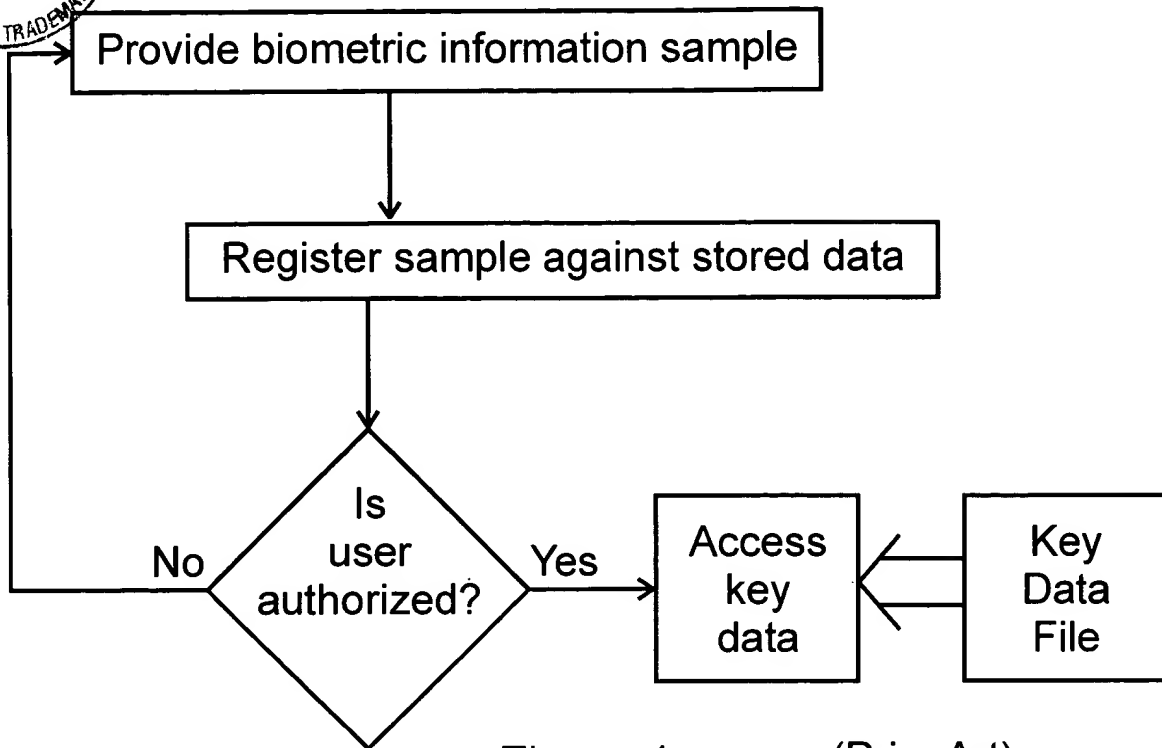 Provide biometric information sample
Register sample against stored data
Is
user
authorized?
No
Yes
Access
key
data
Key
Data
File
(Prior Art)